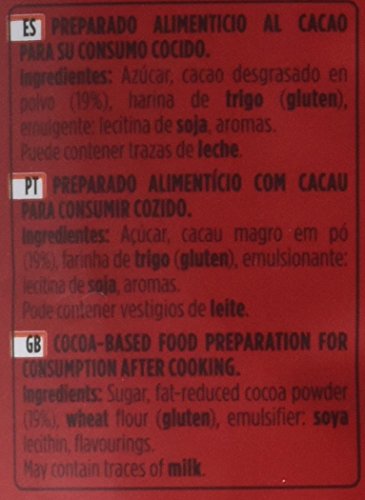 ES PREPARADO ALIMENTICIO AL CACAO
PARA SU CONSUMO COCIDO.
Ingredientes: Azúcar, cacao desgrasado en
polvo (19%), harina de trigo (gluten),
emulgente: lecitina de soja, aromas.
Puede contener trazas de leche.
PT PREPARADO ALIMENTÍCIO COM CACAU
PARA CONSUMIR COZIDO.
Ingredientes: Açúcar, cacau magro em pó
(19%), farinha de trigo (gluten), emulsionante:
lecitina de soja, aromas.
Pode contener vestigios de leite.
GB COCOA-BASED FOOD PREPARATION FOR
CONSUMPTION AFTER COOKING.
Ingredients: Sugar, fat-reduced cocoa powder
(19%), wheat flour (gluten), emulsifier: soya
lecithin, flavourings.
May contain traces of milk.